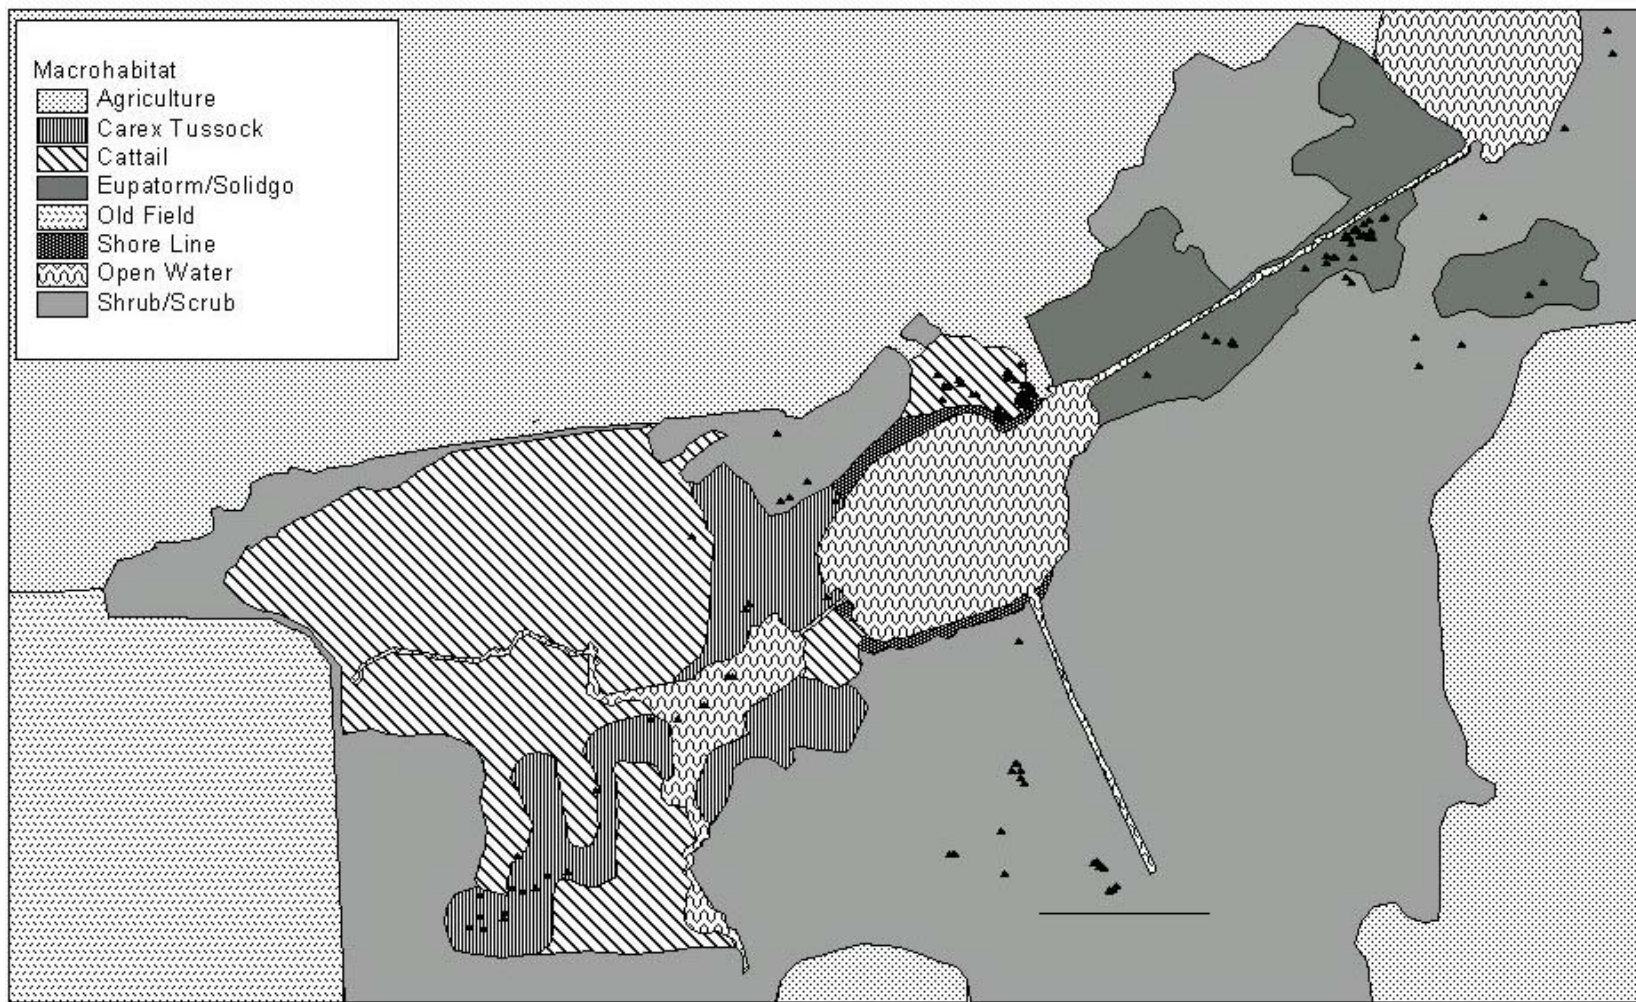 Macrohabitat
Agriculture
Carex Tussock
Cattail
Eupatorm/Solidgo
Old Field
Shore Line
Open Water
Shrub/Scrub